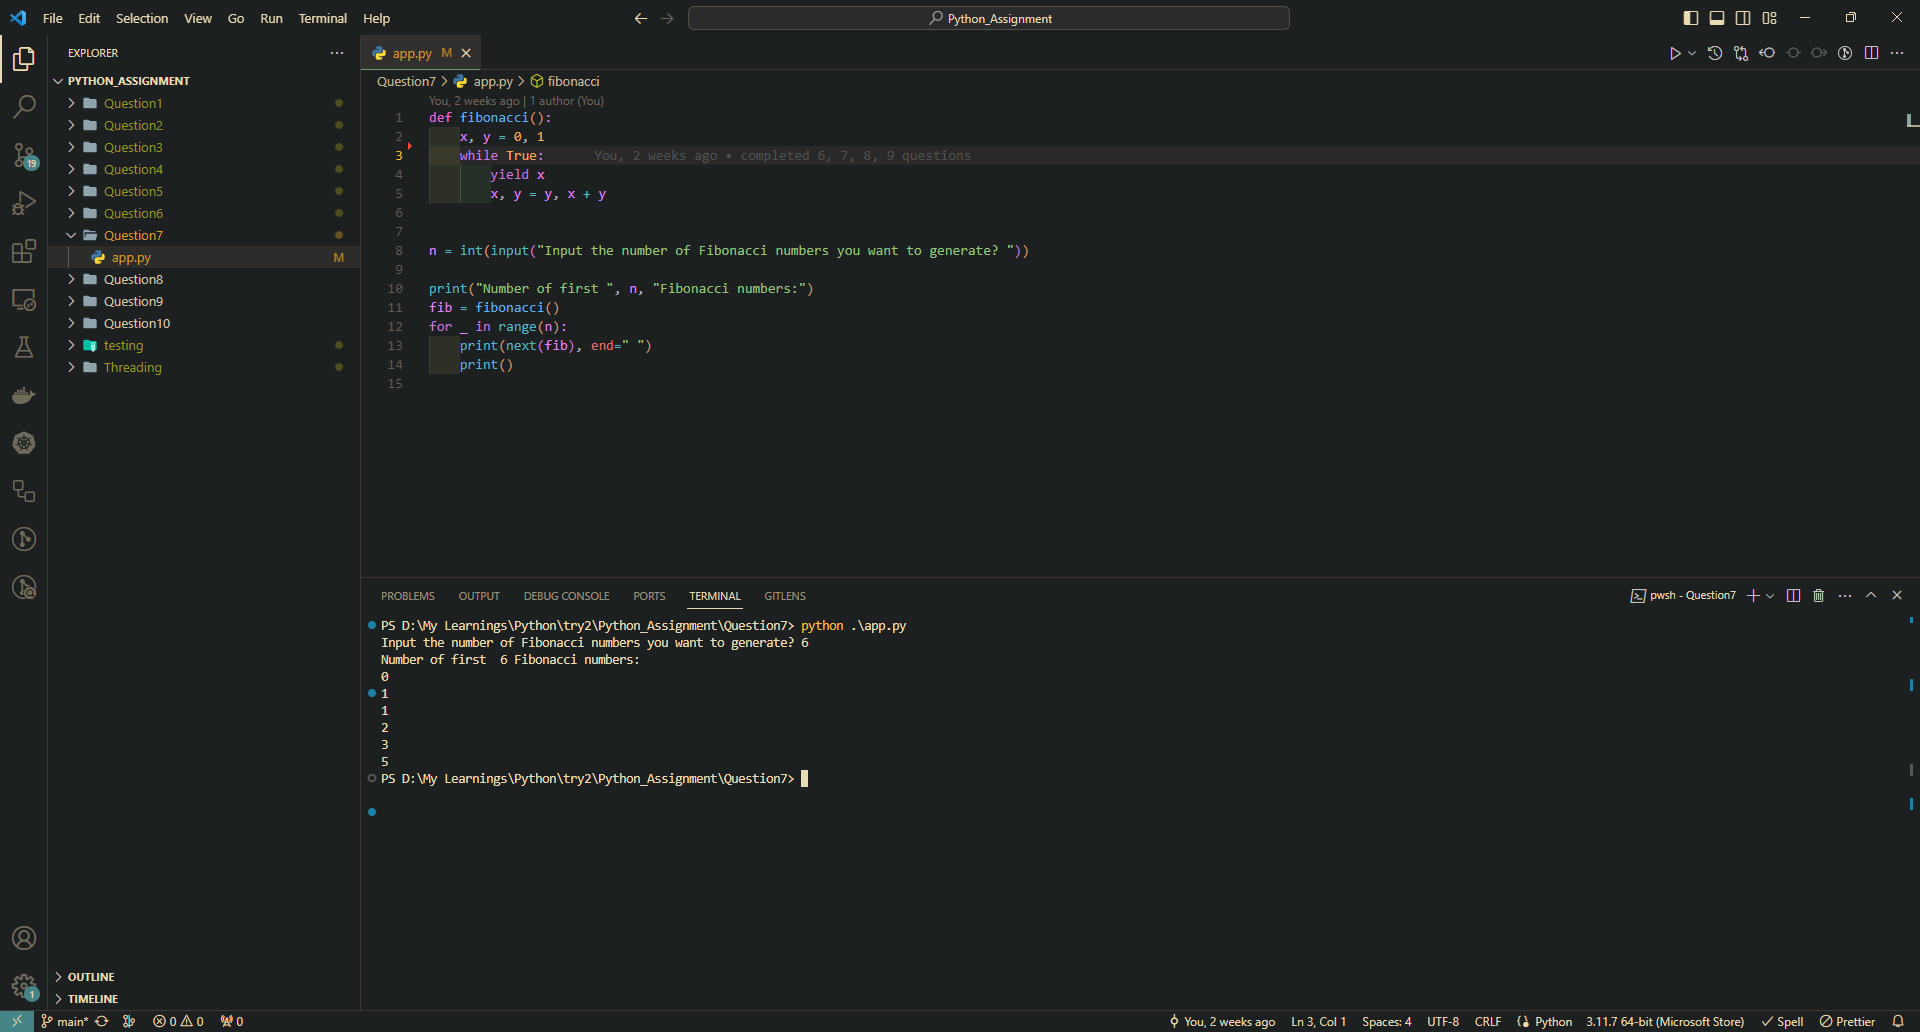 File Edit Selection View Go Run Terminal Help
Python_Assignment
EXPLORER
PYTHON_ASSIGNMENT
Question1
Question2
Question3
Question4
Question5
Question6
Question7
app.py M
Question8
Question9
Question10
testing
Threading
OUTLINE
TIMELINE
19
1
app.py M
Question7 > app.py > fibonacci
You, 2 weeks ago | 1 author (You)
1 def fibonacci():
2 x, y = 0, 1
3 while True: You, 2 weeks ago • completed 6, 7, 8, 9 questions
4 yield x
5 x, y = y, x + y
6
7
8 n = int(input("Input the number of Fibonacci numbers you want to generate? "))
9
10 print("Number of first ", n, "Fibonacci numbers:")
11 fib = fibonacci()
12 for _ in range(n):
13 print(next(fib), end=" ")
14 print()
15
PROBLEMS OUTPUT DEBUG CONSOLE PORTS TERMINAL GITLENS
pwsh - Question7
PS D:\My Learnings\Python\try2\Python_Assignment\Question7> python .\app.py
Input the number of Fibonacci numbers you want to generate? 6
Number of first  6 Fibonacci numbers:
0
1
1
2
3
5
PS D:\My Learnings\Python\try2\Python_Assignment\Question7>
main* 0 0 0
You, 2 weeks ago Ln 3, Col 1 Spaces: 4 UTF-8 CRLF Python 3.11.7 64-bit (Microsoft Store) Spell Prettier